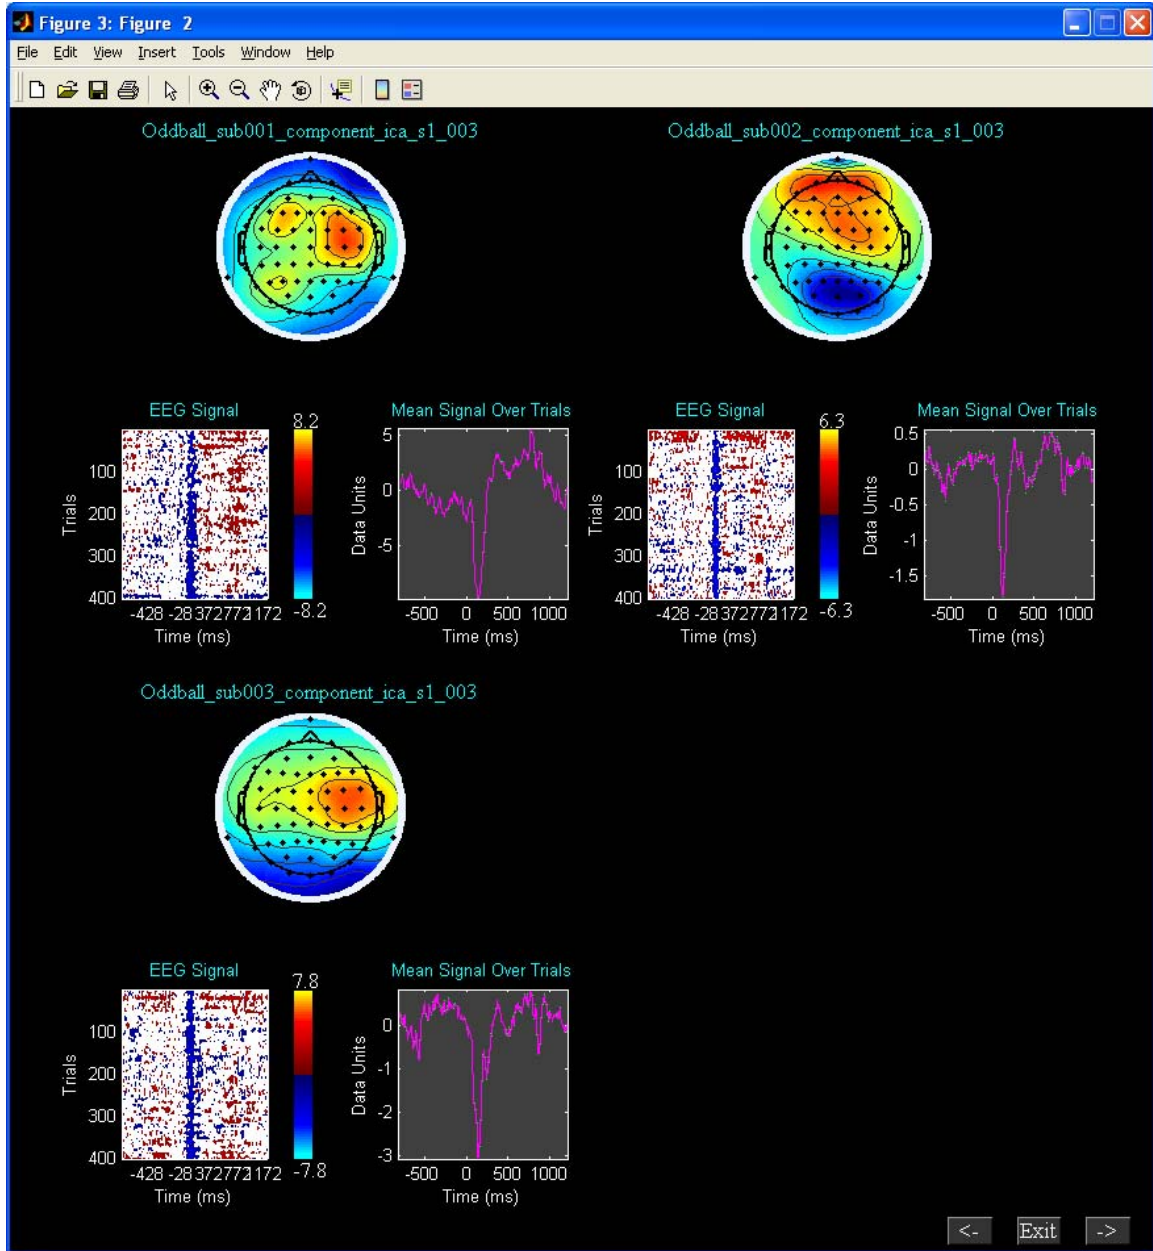 Figure 3: Figure 2
File Edit View Insert Tools Window Help
Oddball_sub001_component_ica_s1_003
Oddball_sub002_component_ica_s1_003
EEG Signal
8.2
Mean Signal Over Trials
EEG Signal
6.3
Mean Signal Over Trials
Trials
100
200
300
400
-428 -28 372 772 1172
Time (ms)
-8.2
Data Units
5
0
-5
-500 0 500 1000
Time (ms)
Trials
100
200
300
400
-428 -28 372 772 1172
Time (ms)
-6.3
Data Units
0.5
0
-0.5
-1
-1.5
-500 0 500 1000
Time (ms)
Oddball_sub003_component_ica_s1_003
EEG Signal
7.8
Mean Signal Over Trials
Trials
100
200
300
400
-428 -28 372 772 1172
Time (ms)
-7.8
Data Units
0
-1
-2
-3
-500 0 500 1000
Time (ms)
<- Exit ->